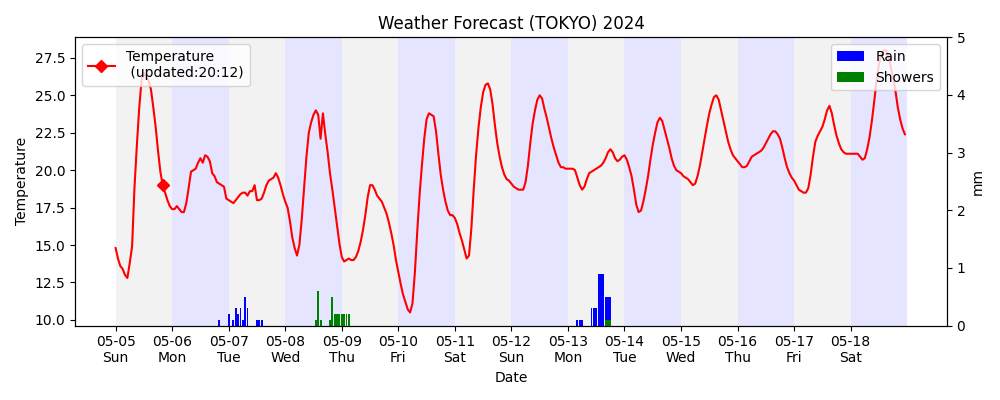 Weather Forecast (TOKYO) 2024
Temperature
(updated:20:12)
Rain
Showers
Temperature
27.5
25.0
22.5
20.0
17.5
15.0
12.5
10.0
5
4
3
2
1
0
mm
05-05 05-06 05-07 05-08 05-09 05-10 05-11 05-12 05-13 05-14 05-15 05-16 05-17 05-18
Sun Mon Tue Wed Thu Fri Sat Sun Mon Tue Wed Thu Fri Sat
Date